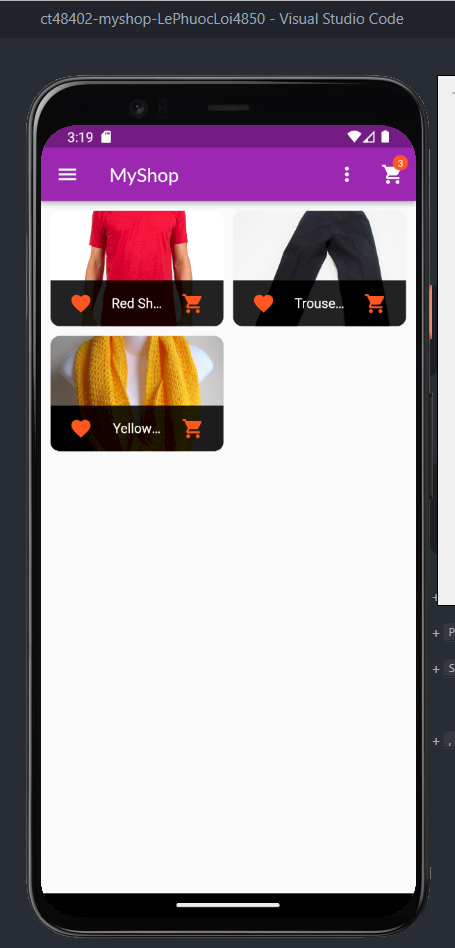 ct48402-myshop-LePhuocLoi4850 - Visual Studio Code
3:19
MyShop
3
Red Sh...
Trouse...
Yellow...
+
+ P
+ S
+ ,